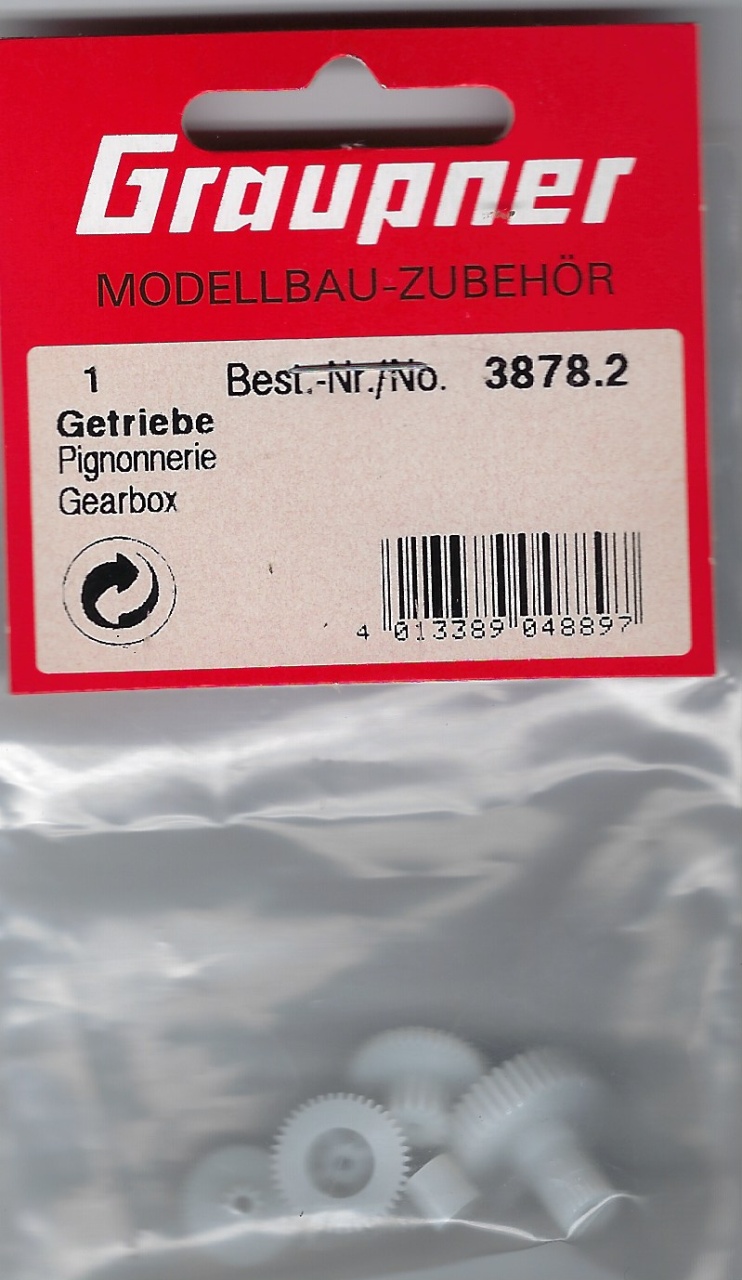 Graupner
MODELLBAU-ZUBEHÖR
1 Best.-Nr./No. 3878.2
Getriebe
Pignonnerie
Gearbox
4 013389 048897